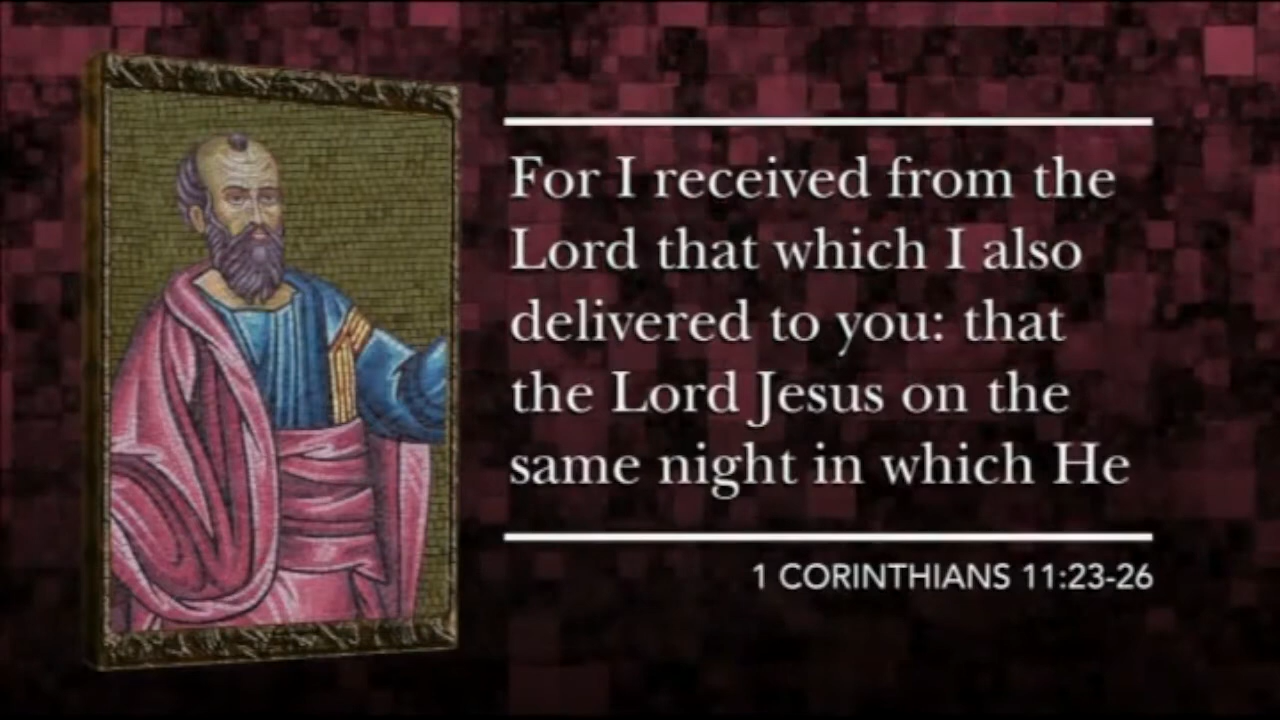 For I received from the
Lord that which I also
delivered to you: that
the Lord Jesus on the
same night in which He
1 CORINTHIANS 11:23-26